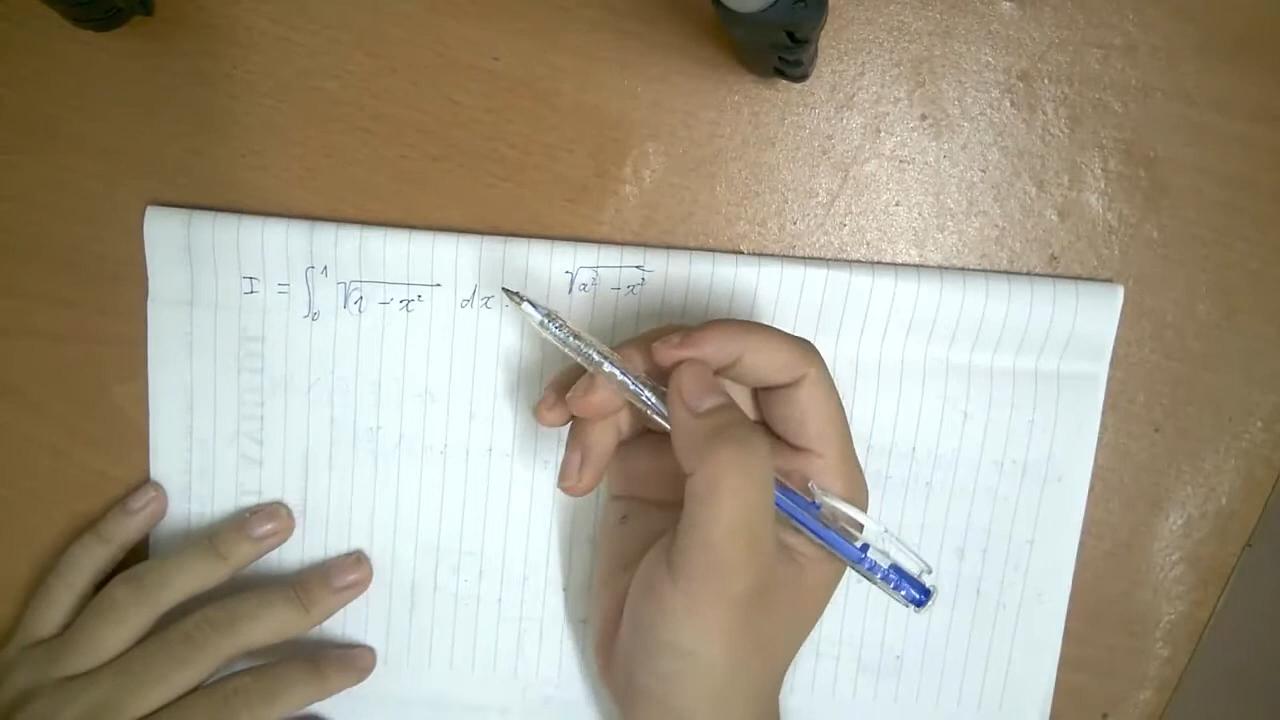 I = ∫₀¹ √(1 - x²) dx. √(a² - x²)